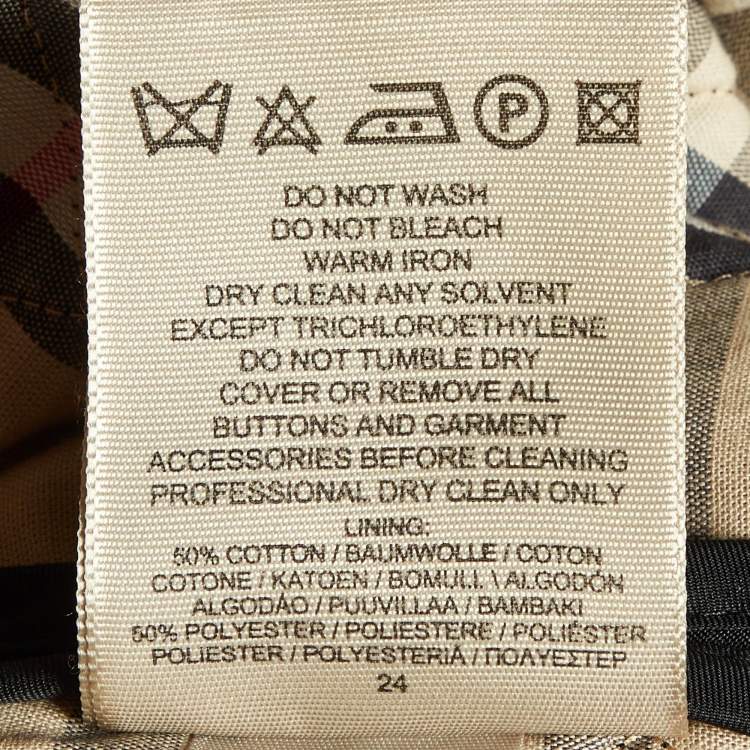 P
DO NOT WASH
DO NOT BLEACH
WARM IRON
DRY CLEAN ANY SOLVENT
EXCEPT TRICHLOROETHYLENE
DO NOT TUMBLE DRY
COVER OR REMOVE ALL
BUTTONS AND GARMENT
ACCESSORIES BEFORE CLEANING
PROFESSIONAL DRY CLEAN ONLY
LINING:
50% COTTON / BAUMWOLLE / COTON
COTONE / KATOEN / BOMULL \ ALGODÓN
ALGODÁO / PUUVILLAA / BAMBAKI
50% POLYESTER / POLIESTERE / POLIÉSTER
POLIESTER / POLYESTERIÁ / ΠΟΛΥΕΣΤΕΡ
24